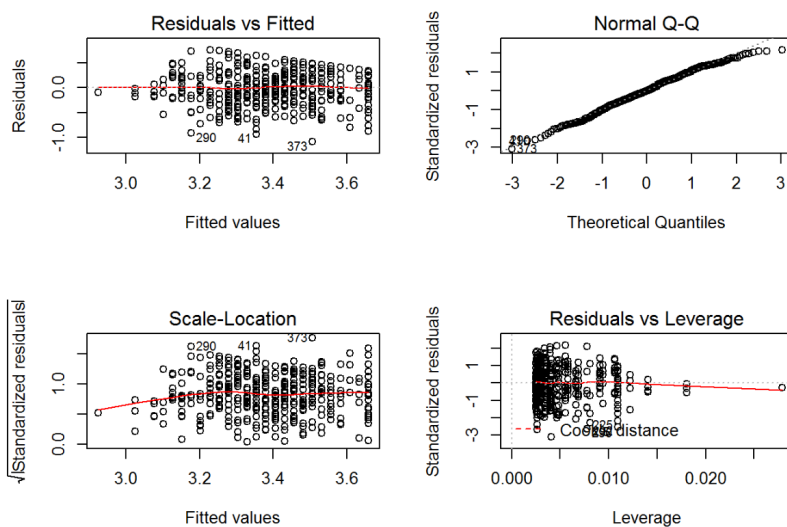 Residuals vs Fitted
Residuals
0.0
-1.0
290
41
373
3.0
3.2
3.4
3.6
Fitted values
Normal Q-Q
Standardized residuals
1
-1
-3
373
-3
-2
-1
0
1
2
3
Theoretical Quantiles
Scale-Location
√|Standardized residuals|
1.0
0.0
290
41
373
3.0
3.2
3.4
3.6
Fitted values
Residuals vs Leverage
Standardized residuals
1
-1
-3
225
Cook's distance
0.000
0.010
0.020
Leverage